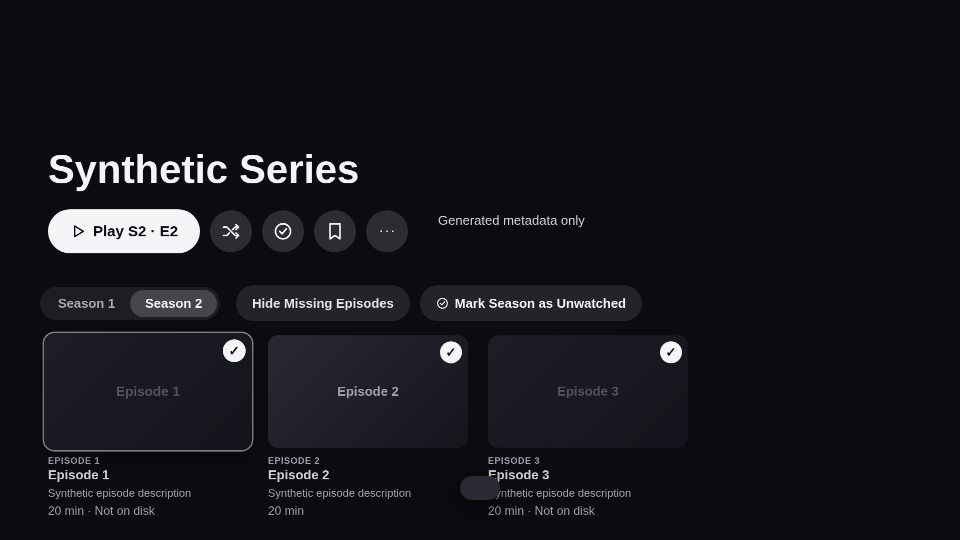 Synthetic Series
Play S2 · E2
Generated metadata only
Season 1
Season 2
Hide Missing Episodes
Mark Season as Unwatched
Episode 1
Episode 2
Episode 3
EPISODE 1
Episode 1
Synthetic episode description
20 min · Not on disk
EPISODE 2
Episode 2
Synthetic episode description
20 min
EPISODE 3
Episode 3
Synthetic episode description
20 min · Not on disk